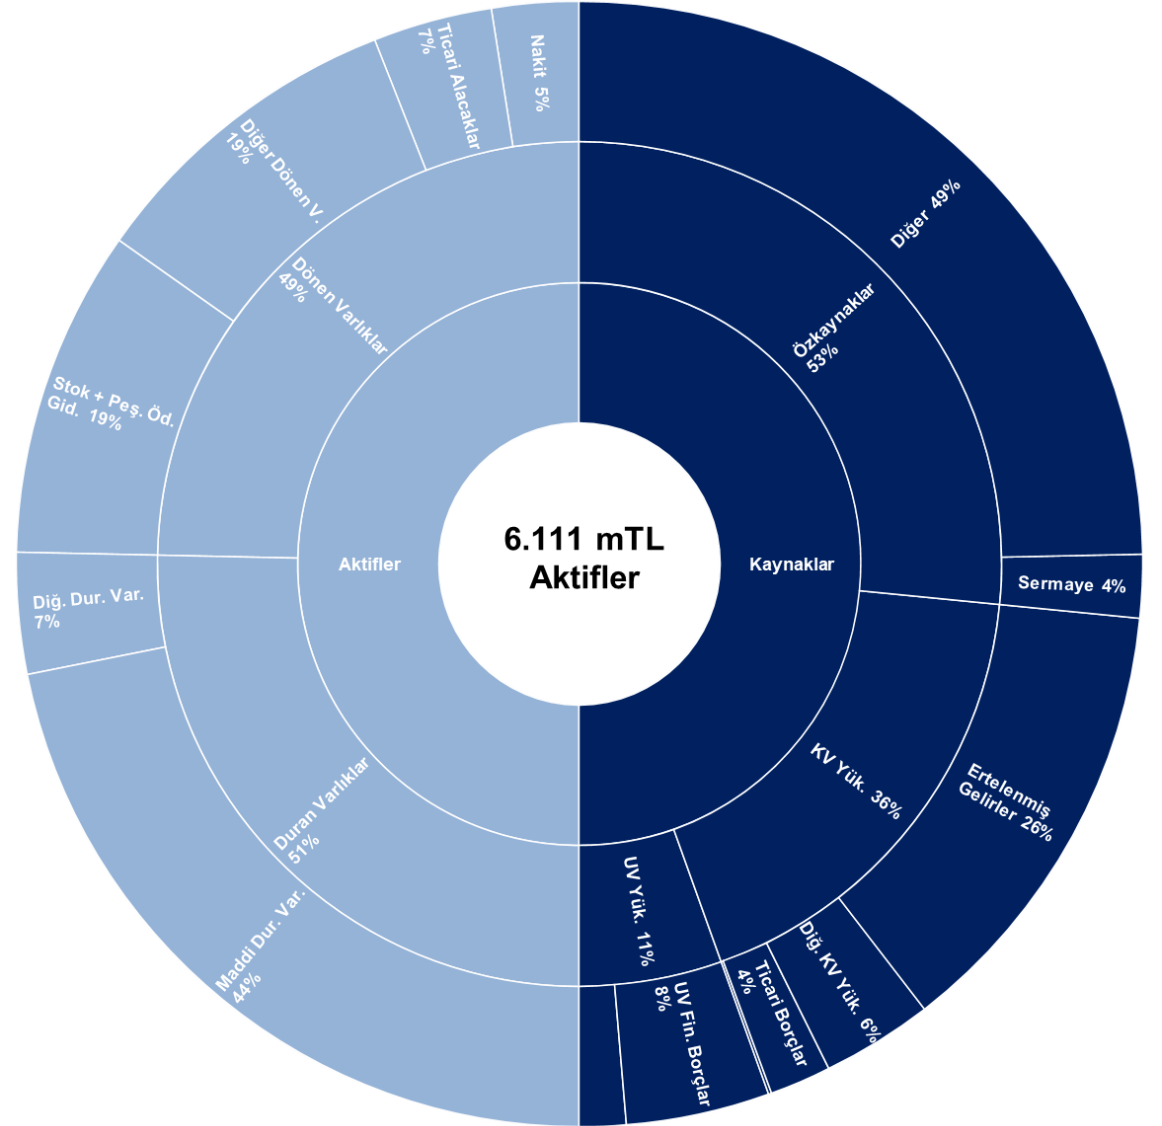 6.111 mTL
Aktifler
Aktifler
Dönen Varlıklar
49%
Nakit 5%
Ticari Alacaklar
7%
Diğer Dönen V.
19%
Stok + Peş. Öd.
Gid. 19%
Duran Varlıklar
51%
Diğ. Dur. Var.
7%
Maddi Dur. Var.
44%
Kaynaklar
Özkaynaklar
53%
Diğer 49%
Sermaye 4%
KV Yük. 36%
Ertelenmiş
Gelirler 26%
Diğ. KV Yük. 6%
Ticari Borçlar
4%
UV Yük. 11%
UV Fin. Borçlar
8%